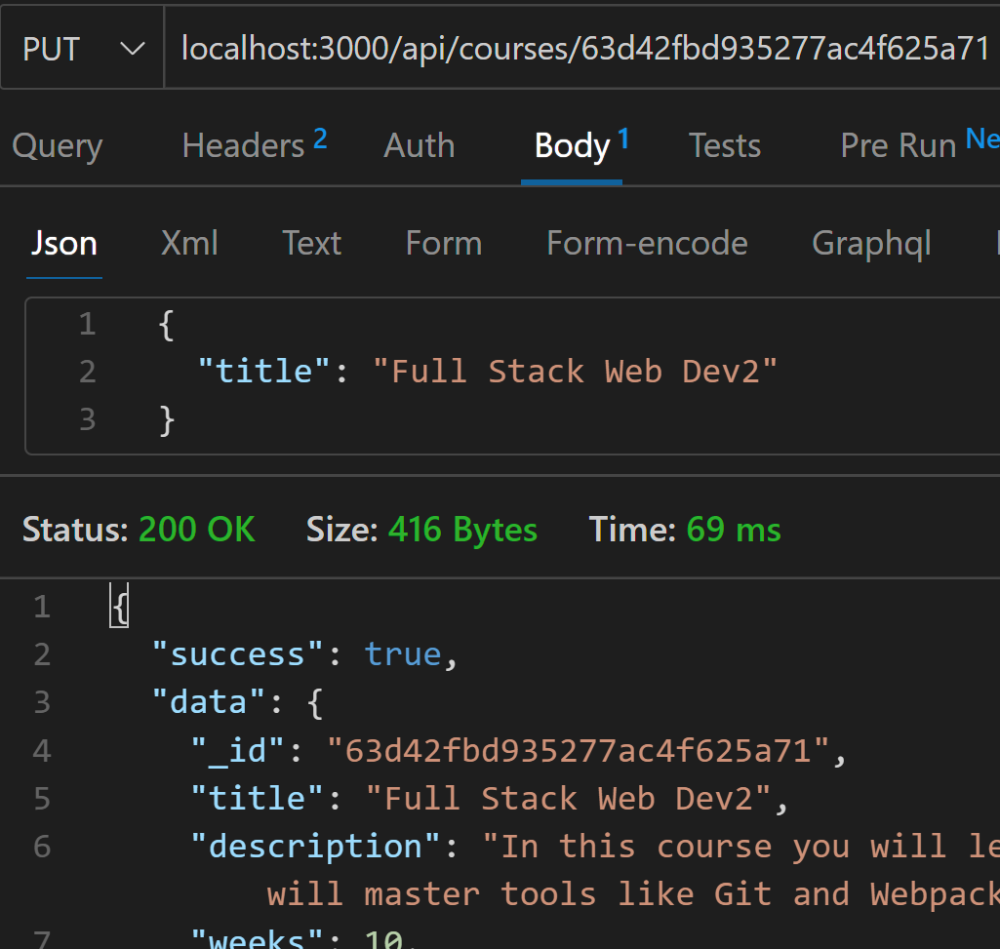 PUT localhost:3000/api/courses/63d42fbd935277ac4f625a71
Query Headers 2 Auth Body 1 Tests Pre Run
Json Xml Text Form Form-encode Graphql
1 {
2 "title": "Full Stack Web Dev2"
3 }
Status: 200 OK Size: 416 Bytes Time: 69 ms
1 {
2 "success": true,
3 "data": {
4 "_id": "63d42fbd935277ac4f625a71",
5 "title": "Full Stack Web Dev2",
6 "description": "In this course you will
will master tools like Git and Webpack
7 "weeks": 10,